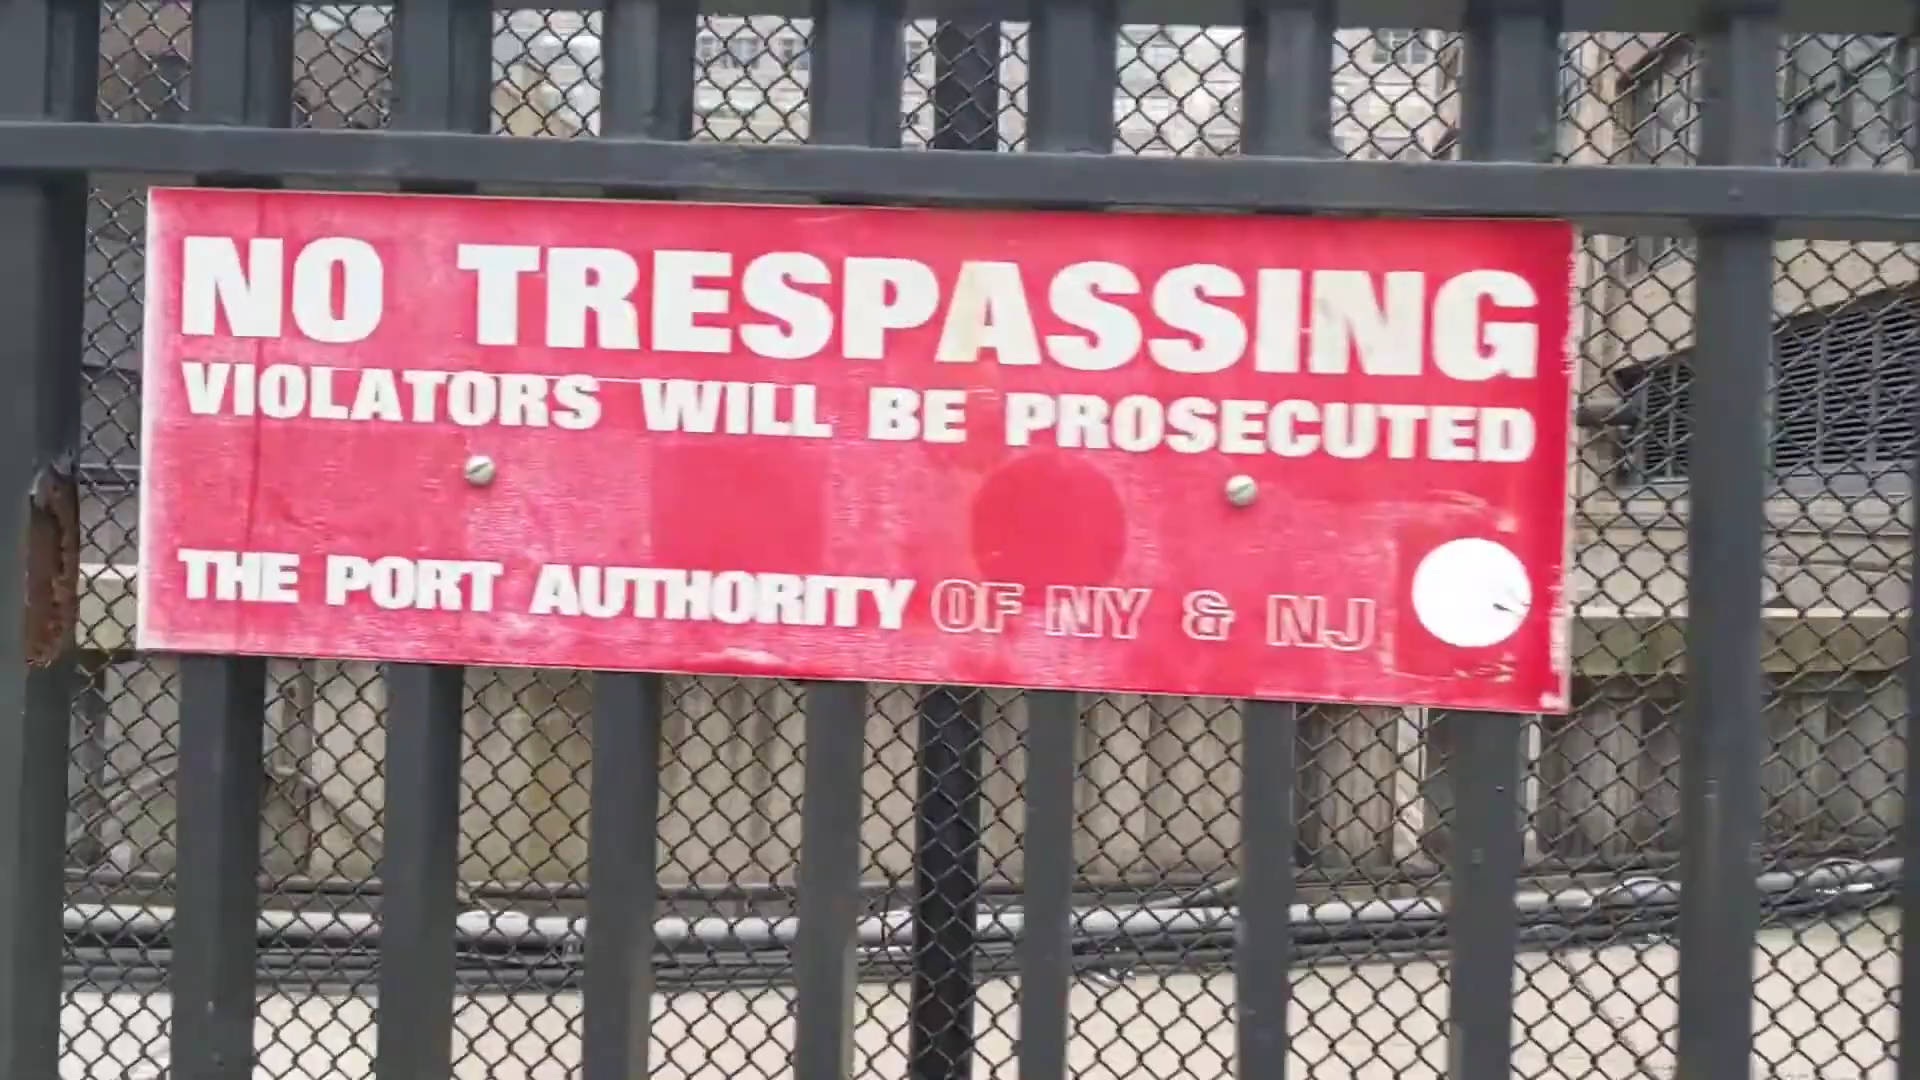 NO TRESPASSING
VIOLATORS WILL BE PROSECUTED
THE PORT AUTHORITY OF NY & NJ